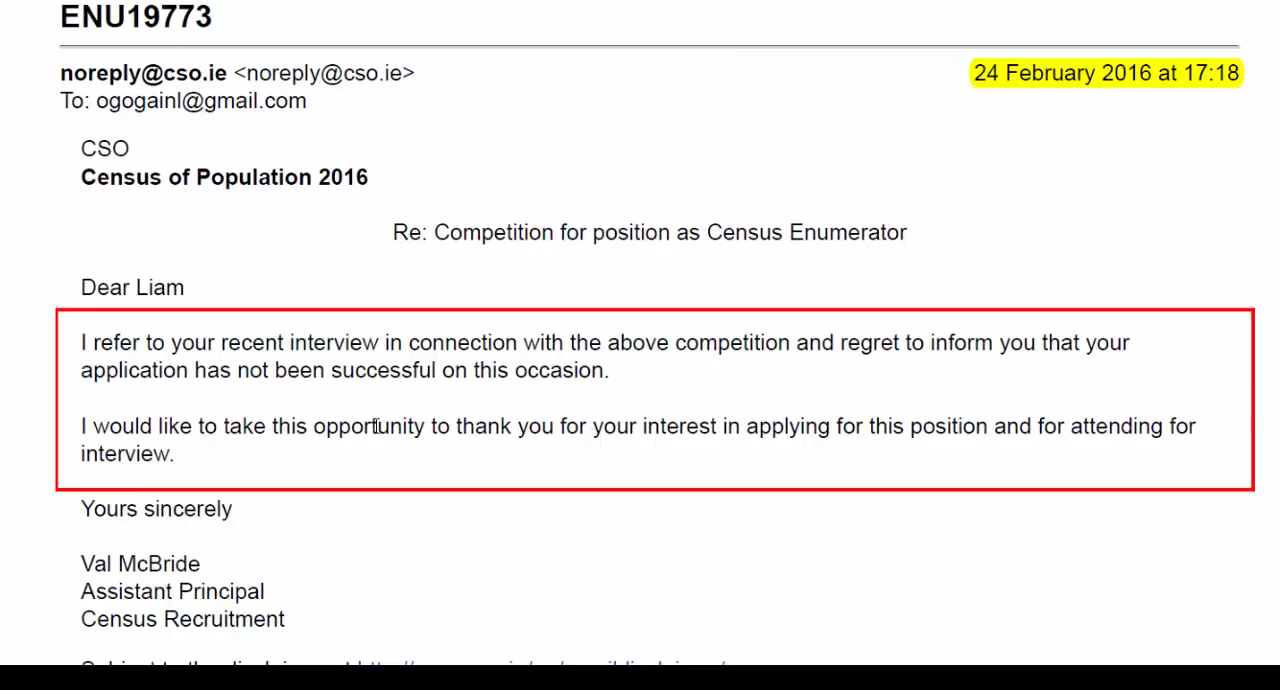 ENU19773
noreply@cso.ie <noreply@cso.ie>
24 February 2016 at 17:18
To: ogogainl@gmail.com
CSO
Census of Population 2016
Re: Competition for position as Census Enumerator
Dear Liam
I refer to your recent interview in connection with the above competition and regret to inform you that your
application has not been successful on this occasion.
I would like to take this opportunity to thank you for your interest in applying for this position and for attending for
interview.
Yours sincerely
Val McBride
Assistant Principal
Census Recruitment